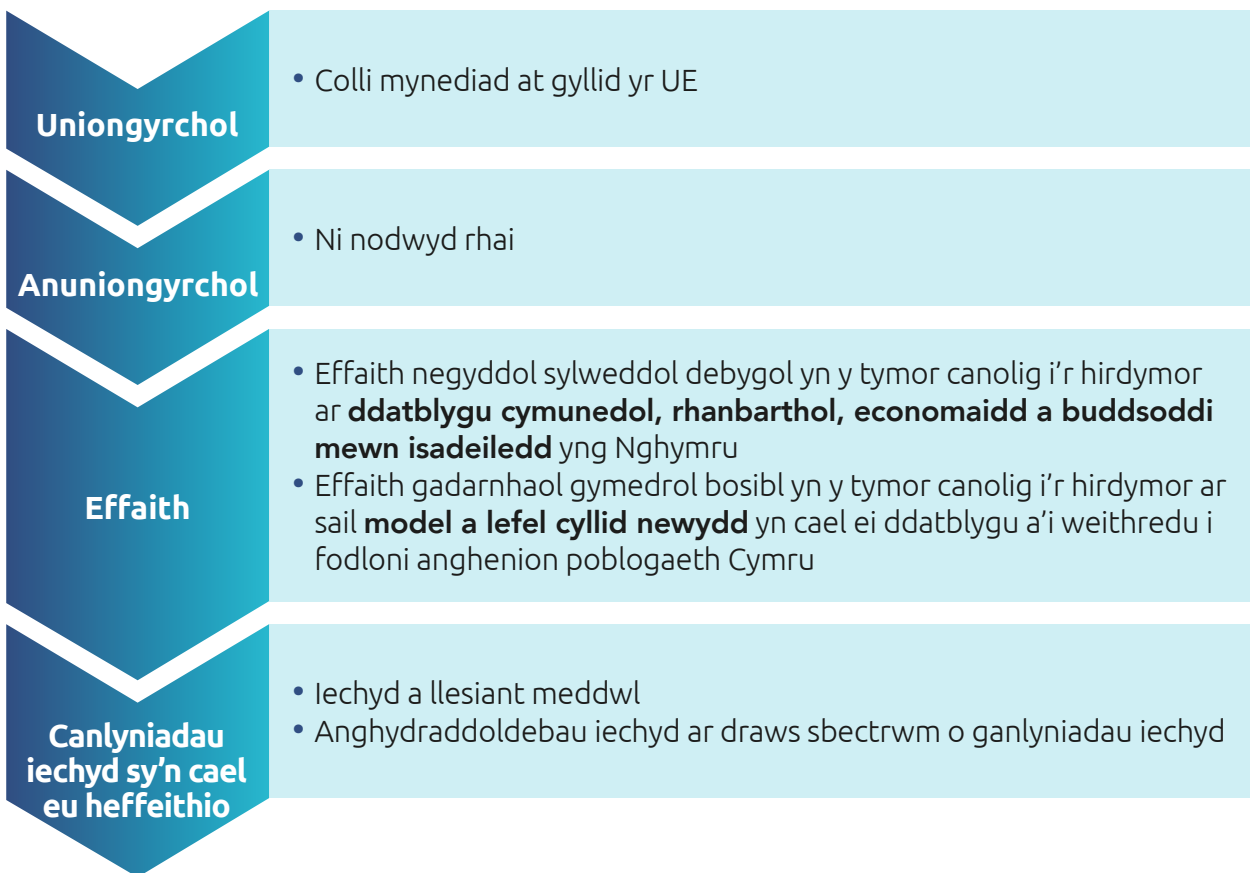 Uniongyrchol
• Colli mynediad at gyllid yr UE
Anuniongyrchol
• Ni nodwyd rhai
Effaith
• Effaith negyddol sylweddol debygol yn y tymor canolig i'r hirdymor
ar ddatblygu cymunedol, rhanbarthol, economaidd a buddsoddi
mewn isadeiledd yng Nghymru
• Effaith gadarnhaol gymedrol bosibl yn y tymor canolig i'r hirdymor ar
sail model a lefel cyllid newydd yn cael ei ddatblygu a'i weithredu i
fodloni anghenion poblogaeth Cymru
Canlyniadau
iechyd sy'n cael
eu heffeithio
• Iechyd a llesiant meddwl
• Anghydraddoldebau iechyd ar draws sbectrwm o ganlyniadau iechyd